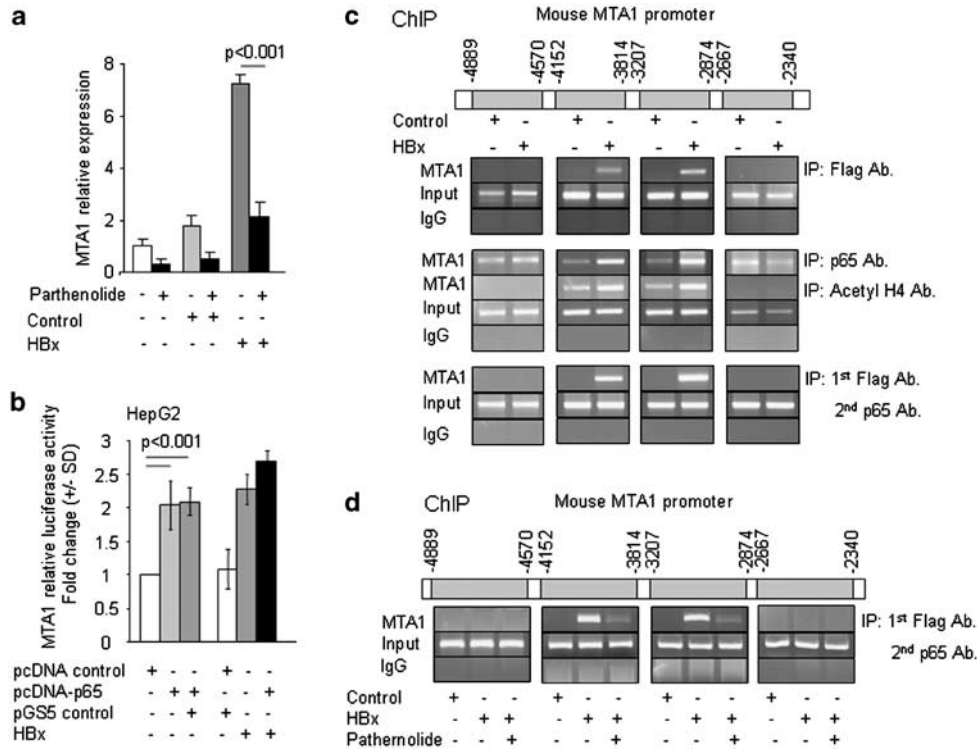 a
p<0.001
MTA1 relative expression
8
6
4
2
0
Parthenolide - + - + - +
Control - - + + - -
HBx - - - - + +
b
HepG2
p<0.001
MTA1 relative luciferase activity
Fold change (+/- SD)
3
2.5
2
1.5
1
0.5
0
pcDNA control + - - + - -
pcDNA-p65 - + + - - +
pGS5 control - - + + - -
HBx - - - - + +
c
ChIP
Mouse MTA1 promoter
-4889 -4570 -4152 -3814 -3207 -2874 -2667 -2340
Control + - + - + - + -
HBx - + - + - + - +
MTA1 IP: Flag Ab.
Input
IgG
MTA1 IP: p65 Ab.
MTA1 IP: Acetyl H4 Ab.
Input
IgG
MTA1 IP: 1st Flag Ab.
Input 2nd p65 Ab.
IgG
d
ChIP
Mouse MTA1 promoter
-4889 -4570 -4152 -3814 -3207 -2874 -2667 -2340
MTA1 IP: 1st Flag Ab.
Input 2nd p65 Ab.
IgG
Control + - - + - - + - - + - -
HBx - + + - + + - + + - + +
Pathernolide - - + - - + - - + - - +